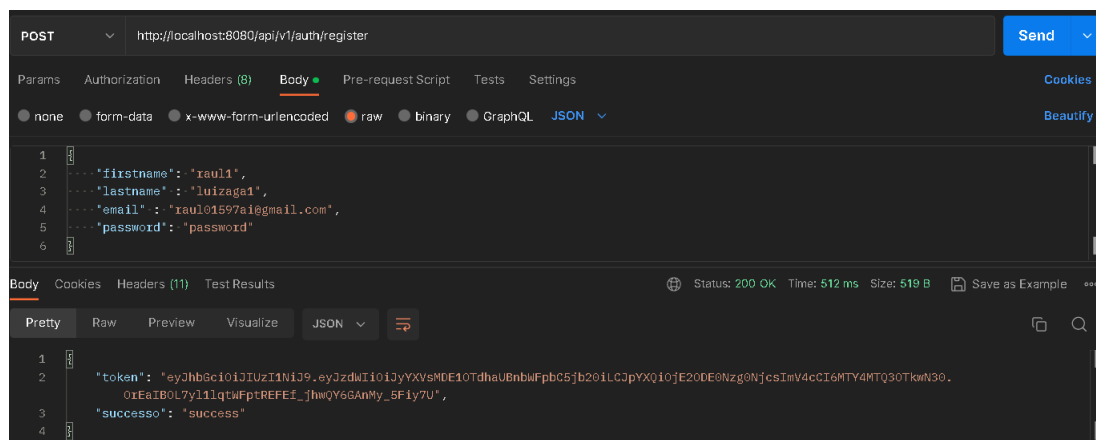 POST http://localhost:8080/api/v1/auth/register Send
Params Authorization Headers (8) Body Pre-request Script Tests Settings Cookies
none form-data x-www-form-urlencoded raw binary GraphQL JSON Beautify
1 {
2 "firstname": "raul1",
3 "lastname" : "luizaga1",
4 "email" : "raul01597ai@gmail.com",
5 "password": "password"
6 }
Body Cookies Headers (11) Test Results Status: 200 OK Time: 512 ms Size: 519 B Save as Example
Pretty Raw Preview Visualize JSON
1 {
2 "token": "eyJhbGciOiJIUzI1NiJ9.eyJzdWIiOiJyYXVsMDE1OTdhaUBnbWFpbC5jb20iLCJpYXQiOjE2ODE0Nzg0NjcsImV4cCI6MTY4MTQ3OTkwN30.
OrEaIBOL7yl1lqtWFptREFEf_jhwQY6GAnMy_5Fiy7U",
3 "successo": "success"
4 }